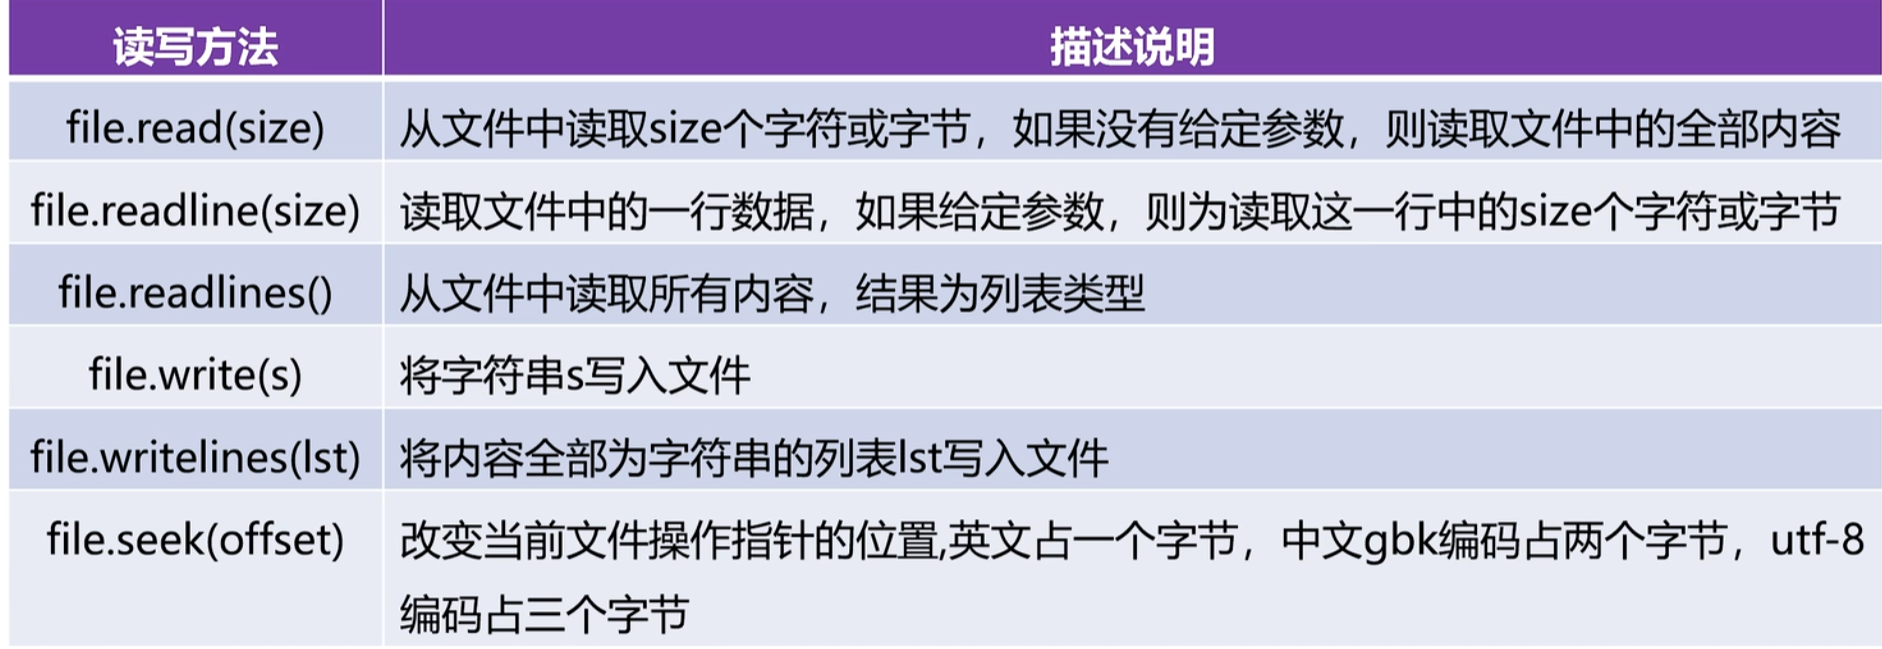 读写方法 描述说明
file.read(size) 从文件中读取size个字符或字节，如果没有给定参数，则读取文件中的全部内容
file.readline(size) 读取文件中的一行数据，如果给定参数，则为读取这一行中的size个字符或字节
file.readlines() 从文件中读取所有内容，结果为列表类型
file.write(s) 将字符串s写入文件
file.writelines(lst) 将内容全部为字符串的列表lst写入文件
file.seek(offset) 改变当前文件操作指针的位置,英文占一个字节，中文gbk编码占两个字节，utf-8
编码占三个字节